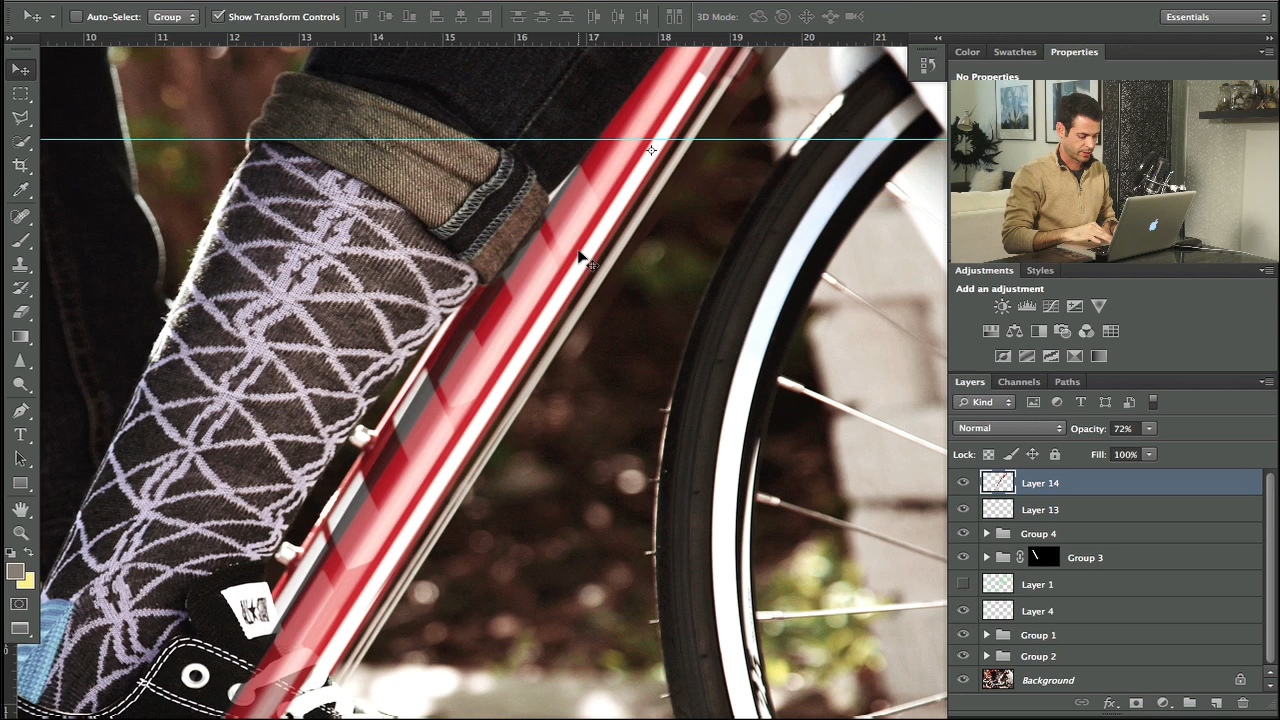 Auto-Select: Group Show Transform Controls 3D Mode: Essentials
10 11 12 13 14 15 16 17 18 19 20 21
Color Swatches Properties
No Properties
Adjustments Styles
Add an adjustment
Layers Channels Paths
Kind
Normal Opacity: 72%
Lock: Fill: 100%
Layer 14
Layer 13
Group 4
Group 3
Layer 1
Layer 4
Group 1
Group 2
Background